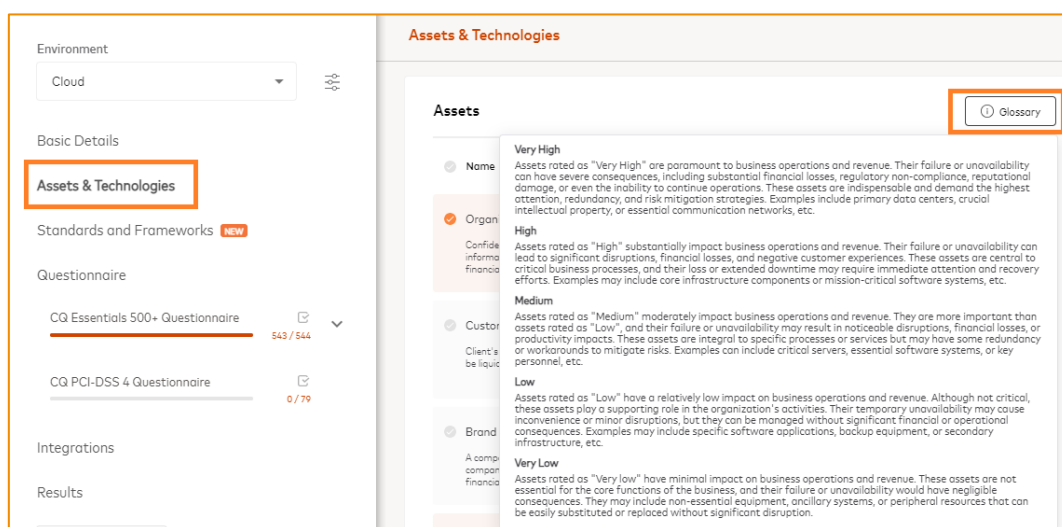 Environment
Cloud
Basic Details
Assets & Technologies
Standards and Frameworks NEW
Questionnaire
CQ Essentials 500+ Questionnaire
543 / 544
CQ PCI-DSS 4 Questionnaire
0 / 79
Integrations
Results
Assets & Technologies
Assets
Glossary
Name
Organ
Confide
informa
financia
Custor
Client's
be liquid
Brand
A comp
compan
financia
Very High
Assets rated as "Very High" are paramount to business operations and revenue. Their failure or unavailability
can have severe consequences, including substantial financial losses, regulatory non-compliance, reputational
damage, or even the inability to continue operations. These assets are indispensable and demand the highest
attention, redundancy, and risk mitigation strategies. Examples include primary data centers, crucial
intellectual property, or essential communication networks, etc.
High
Assets rated as "High" substantially impact business operations and revenue. Their failure or unavailability can
lead to significant disruptions, financial losses, and negative customer experiences. These assets are central to
critical business processes, and their loss or extended downtime may require immediate attention and recovery
efforts. Examples may include core infrastructure components or mission-critical software systems, etc.
Medium
Assets rated as "Medium" moderately impact business operations and revenue. They are more important than
assets rated as "Low", and their failure or unavailability may result in noticeable disruptions, financial losses, or
productivity impacts. These assets are integral to specific processes or services but may have some redundancy
or workarounds to mitigate risks. Examples can include critical servers, essential software systems, or key
personnel, etc.
Low
Assets rated as "Low" have a relatively low impact on business operations and revenue. Although not critical,
these assets play a supporting role in the organization's activities. Their temporary unavailability may cause
inconvenience or minor disruptions, but they can be managed without significant financial or operational
consequences. Examples may include specific software applications, backup equipment, or secondary
infrastructure, etc.
Very Low
Assets rated as "Very low" have minimal impact on business operations and revenue. These assets are not
essential for the core functions of the business, and their failure or unavailability would have negligible
consequences. They may include non-essential equipment, ancillary systems, or peripheral resources that can
be easily substituted or replaced without significant disruption.